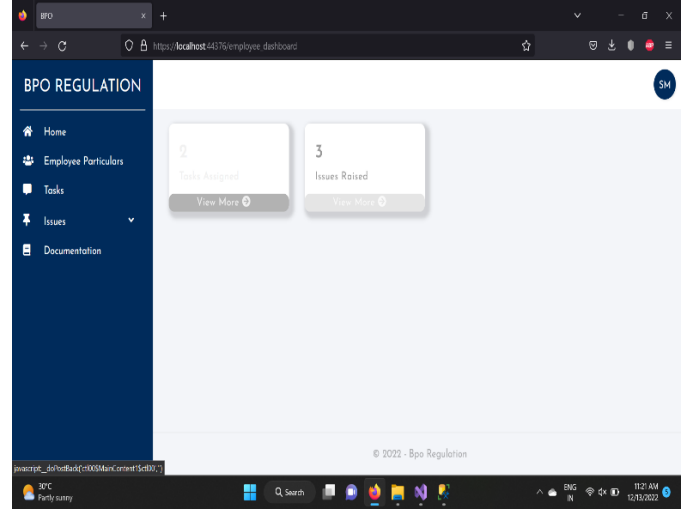 BPO
https://localhost:44376/employee_dashboard
BPO REGULATION
SM
Home
Employee Particulars
Tasks
Issues
Documentation
2
Tasks Assigned
View More
3
Issues Raised
View More
© 2022 - Bpo Regulation
javascript:__doPostBack('ctl00$MainContent1$ctl00','')
30°C
Partly sunny
Search
ENG
IN
11:21 AM
12/13/2022